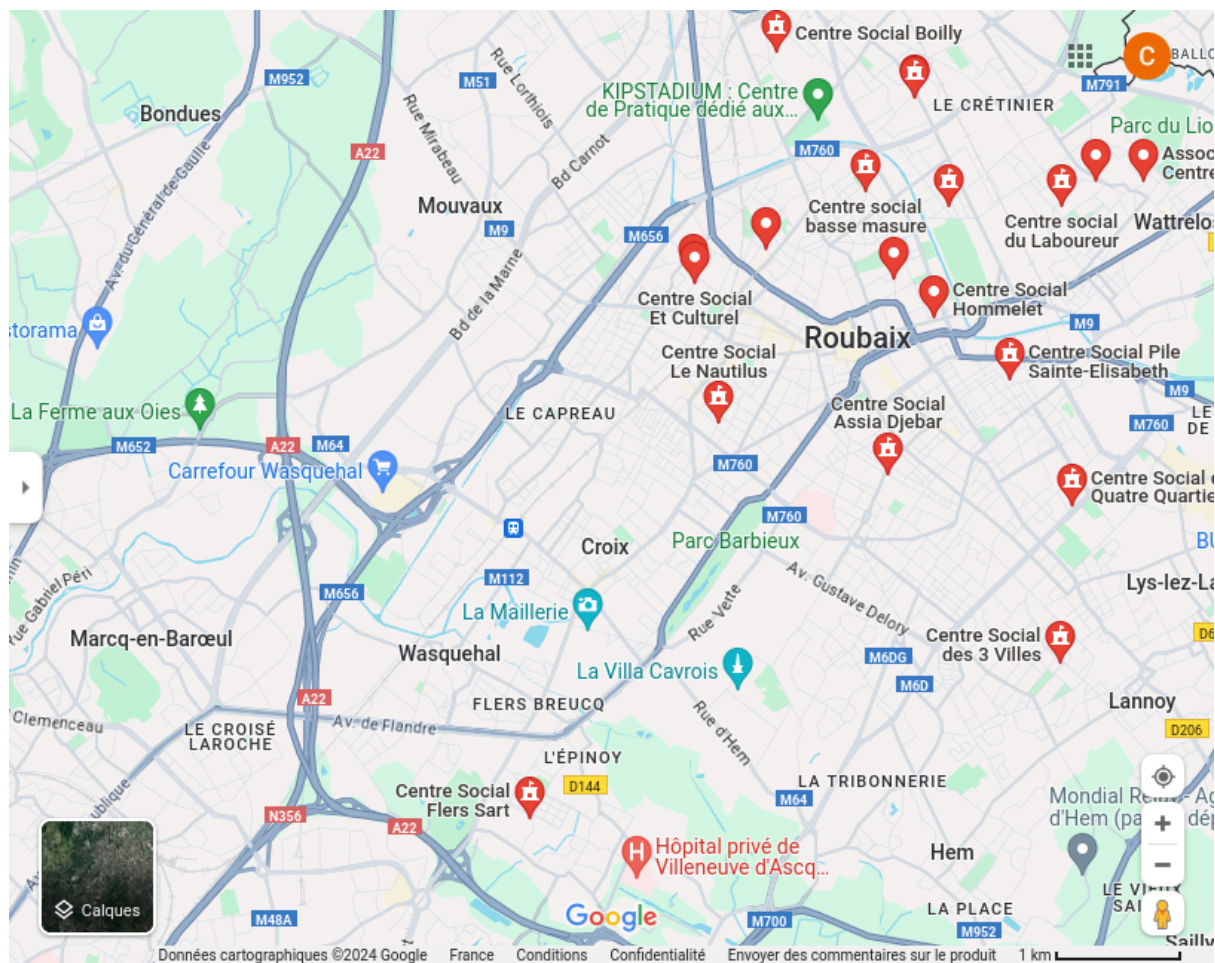 Centre Social Boilly
M952
M51
Rue Lorthiois
KIPSTADIUM : Centre
de Pratique dédié aux...
C
M791
LE CRÉTINIER
Bondues
Rue Mirabeau
Parc du Lio
Bd Carnot
A22
M760
Assoc
Centre
Av. du Général de Gaulle
Mouvaux
M9
M656
Centre social
basse masure
Centre social
du Laboureur
Bd de la Marne
Centre Social
Et Culturel
Centre Social
Hommelet
storama
Roubaix
M9
Centre Social
Le Nautilus
Centre Social Pile
Sainte-Elisabeth
M9
La Ferme aux Oies
LE CAPREAU
Centre Social
Assia Djebar
M760
LE
DE
M652
A22
M64
Carrefour Wasquehal
M760
Quatre Quartie
M760
Croix
Parc Barbieux
Rue Gabriel Péri
M112
Av. Gustave Delory
Lys-lez-La
M656
La Maillerie
Rue Verte
Marcq-en-Barœul
Wasquehal
Centre Social
des 3 Villes
M6DG
La Villa Cavrois
M6D
A22
FLERS BREUCQ
Lannoy
Clemenceau
LE CROISÉ
LAROCHE
Av. de Flandre
Rue d'Hem
D206
L'ÉPINOY
Centre Social
Flers Sart
D144
LA TRIBONNERIE
M64
N356
A22
Hôpital privé de
Villeneuve d'Ascq...
Hem
Calques
Google
M48A
M700
LA PLACE
M952
Sailly
Données cartographiques ©2024 Google France Conditions Confidentialité Envoyer des commentaires sur le produit 1 km